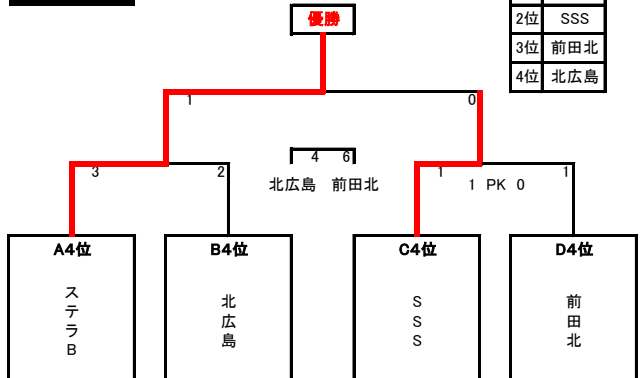 優勝
2位 SSS
3位 前田北
4位 北広島
1 0
4 6
北広島 前田北
3 2 1 1
1 PK 0
A4位 B4位 C4位 D4位
ステラB 北広島 SSS 前田北